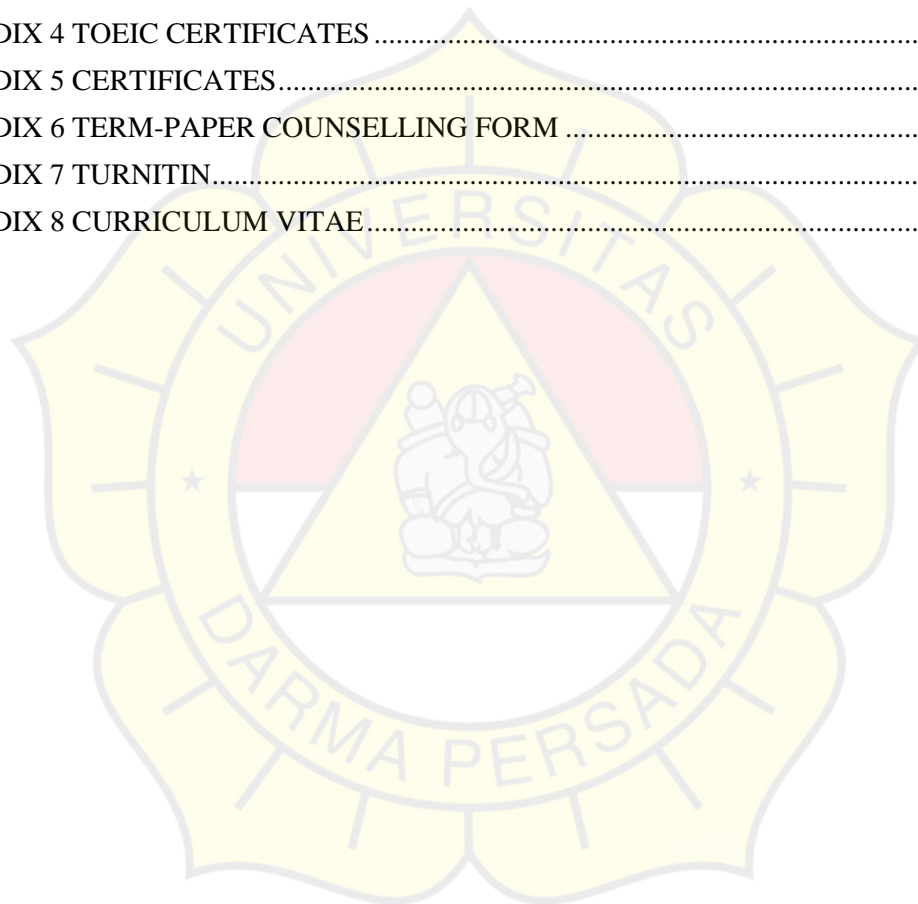 DIX 4 TOEIC CERTIFICATES ........................................................................................
DIX 5 CERTIFICATES........................................................................................................
DIX 6 TERM-PAPER COUNSELLING FORM .........................................................
DIX 7 TURNITIN....................................................................................................................
DIX 8 CURRICULUM VITAE..........................................................................................
UNIVERSITAS
DARMA PERSADA